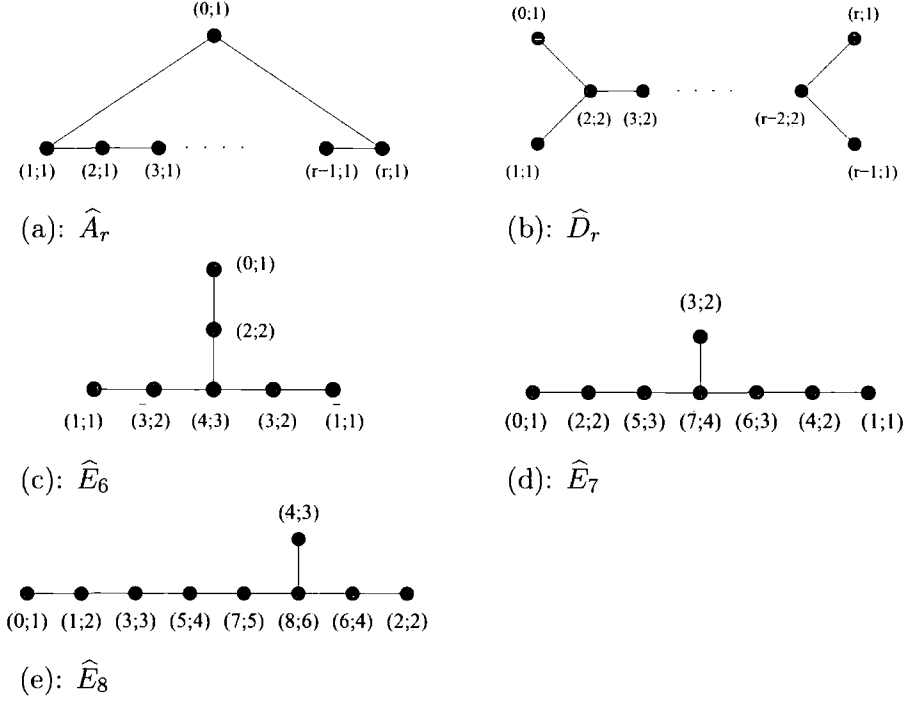 (0;1)
(1;1) (2;1) (3;1) . . . . (r−1;1) (r;1)
(a): $\widehat{A}_r$
(0;1) (r;1)
(2;2) (3;2) . . . . (r−2;2)
(1;1) (r−1;1)
(b): $\widehat{D}_r$
(0;1)
(2;2)
(1;1) (3̄;2) (4;3) (3;2) (1̄;1)
(c): $\widehat{E}_6$
(3;2)
(0;1) (2;2) (5;3) (7;4) (6;3) (4;2) (1;1)
(d): $\widehat{E}_7$
(4;3)
(0;1) (1;2) (3;3) (5;4) (7;5) (8;6) (6;4) (2;2)
(e): $\widehat{E}_8$